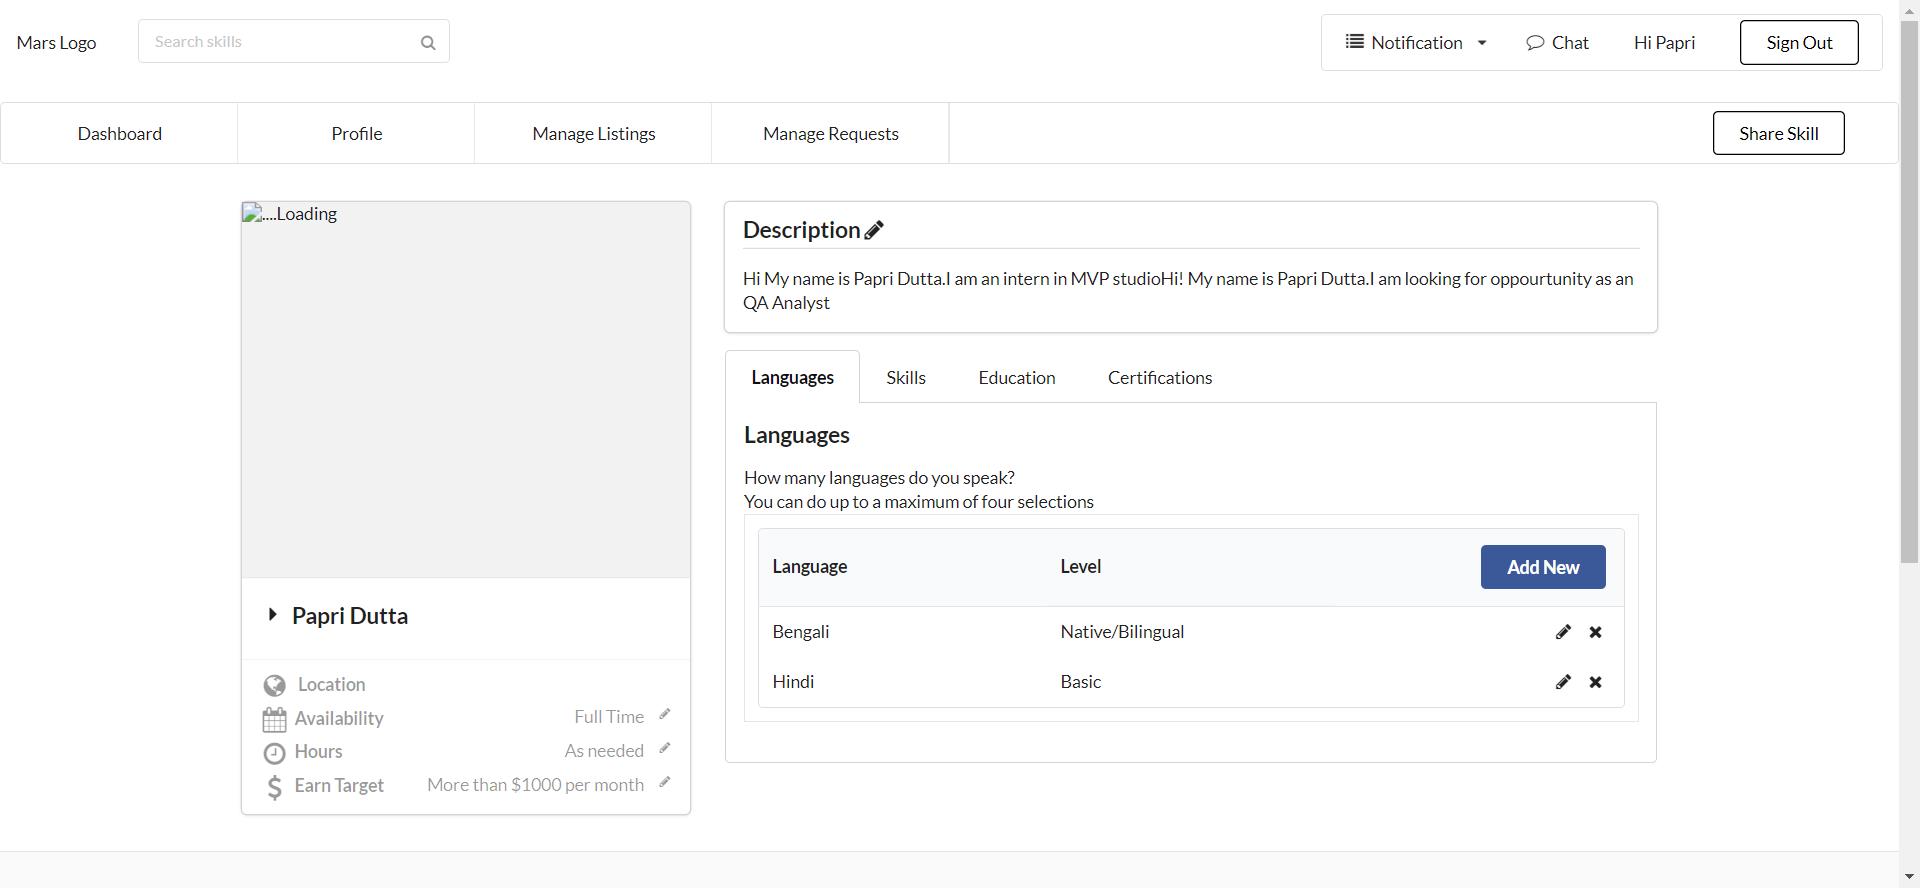 Mars Logo
Search skills
Notification
Chat
Hi Papri
Sign Out
Dashboard
Profile
Manage Listings
Manage Requests
Share Skill
....Loading
Papri Dutta
Location
Availability
Full Time
Hours
As needed
Earn Target
More than $1000 per month
Description
Hi My name is Papri Dutta.I am an intern in MVP studioHi! My name is Papri Dutta.I am looking for oppourtunity as an
QA Analyst
Languages
Skills
Education
Certifications
Languages
How many languages do you speak?
You can do up to a maximum of four selections
Language
Level
Add New
Bengali
Native/Bilingual
Hindi
Basic